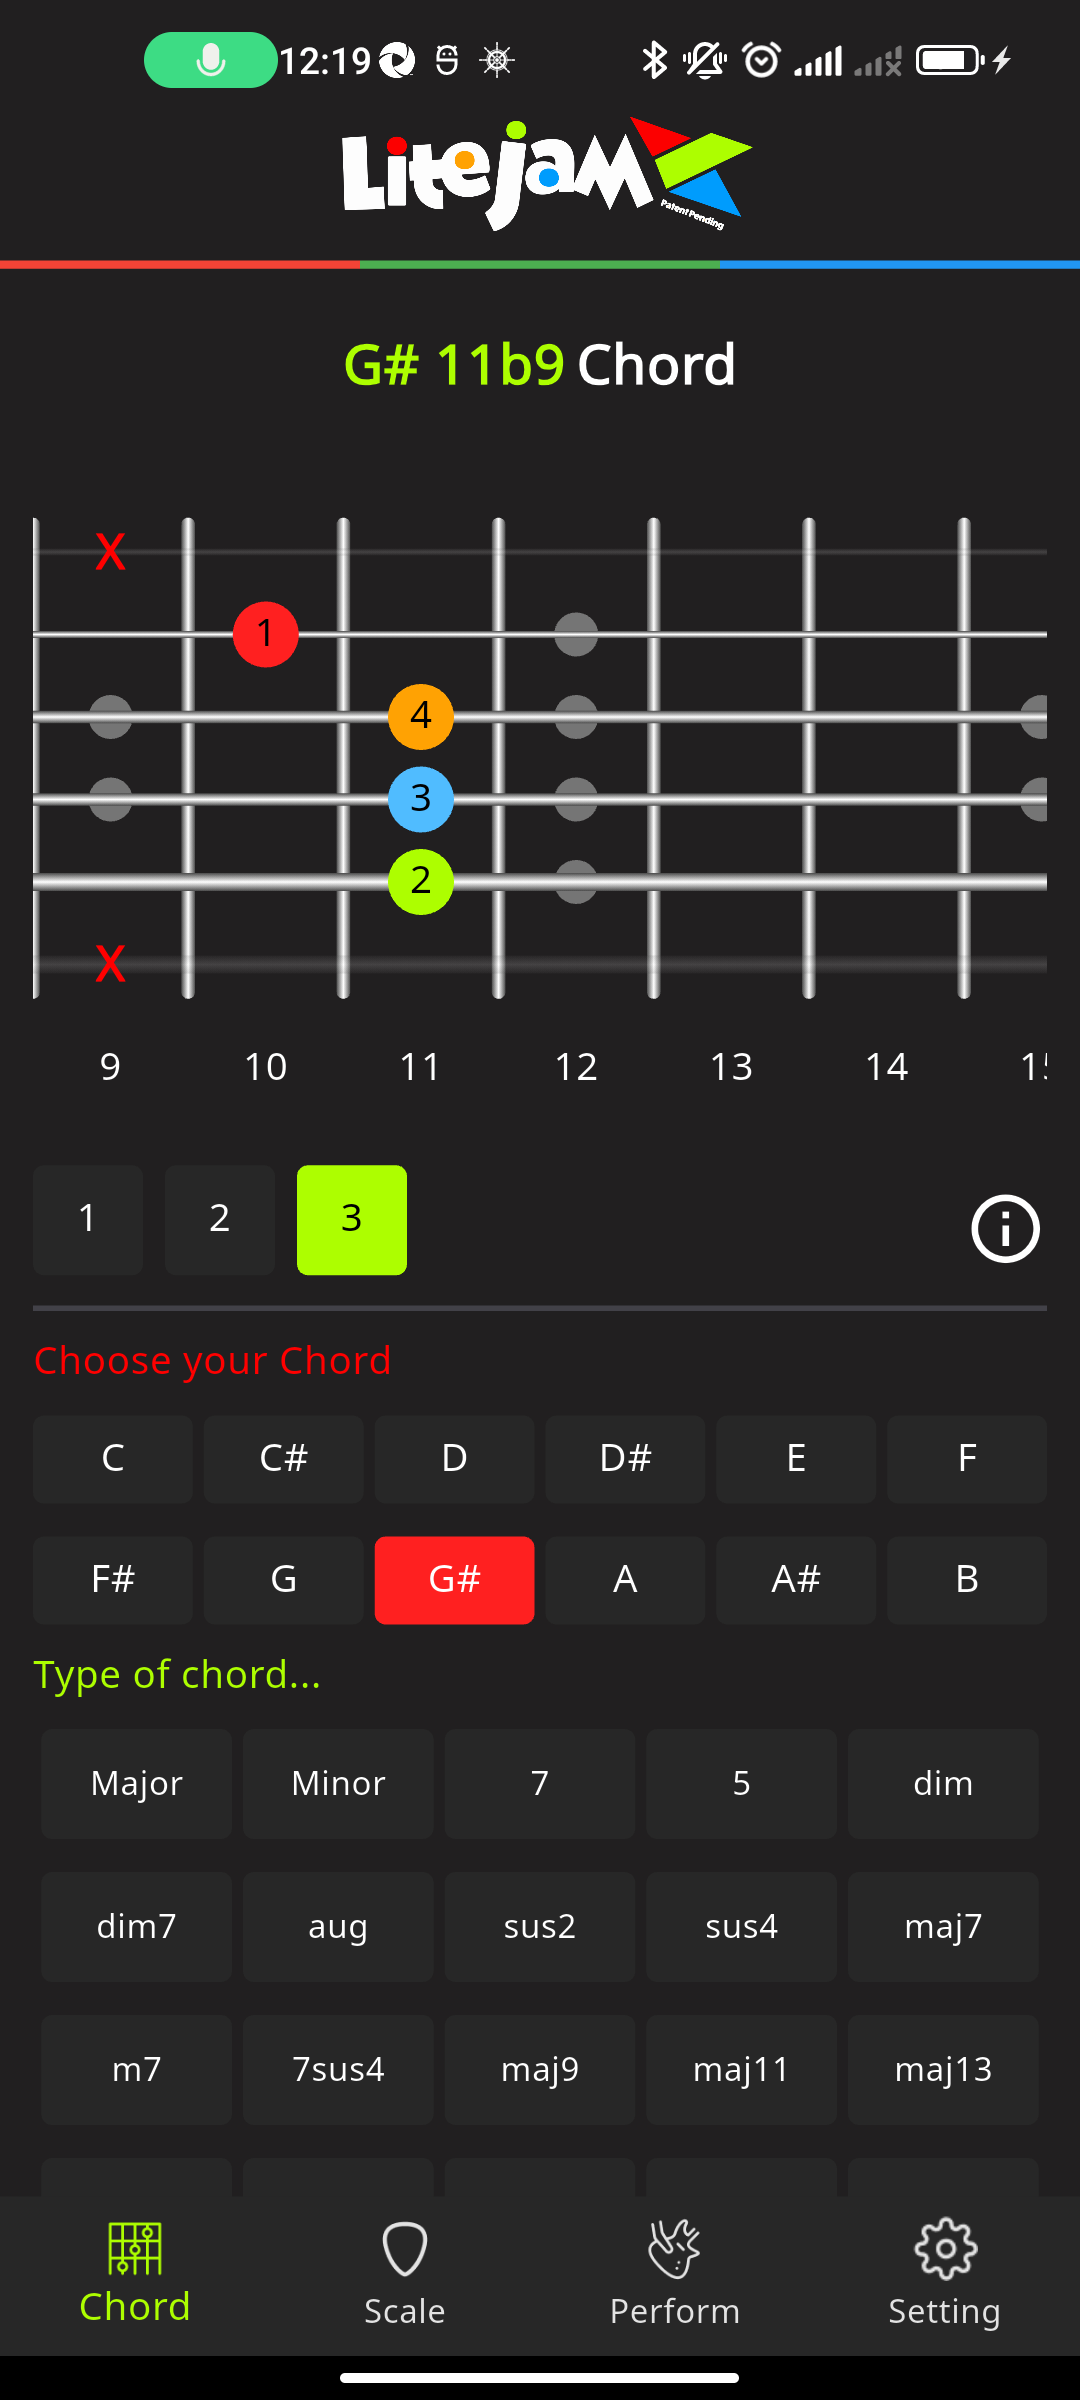 12:19
Litejam
Patent Pending
G# 11b9 Chord
X
1
4
3
2
X
9 10 11 12 13 14 15
1 2 3
Choose your Chord
C C# D D# E F
F# G G# A A# B
Type of chord...
Major Minor 7 5 dim
dim7 aug sus2 sus4 maj7
m7 7sus4 maj9 maj11 maj13
Chord Scale Perform Setting